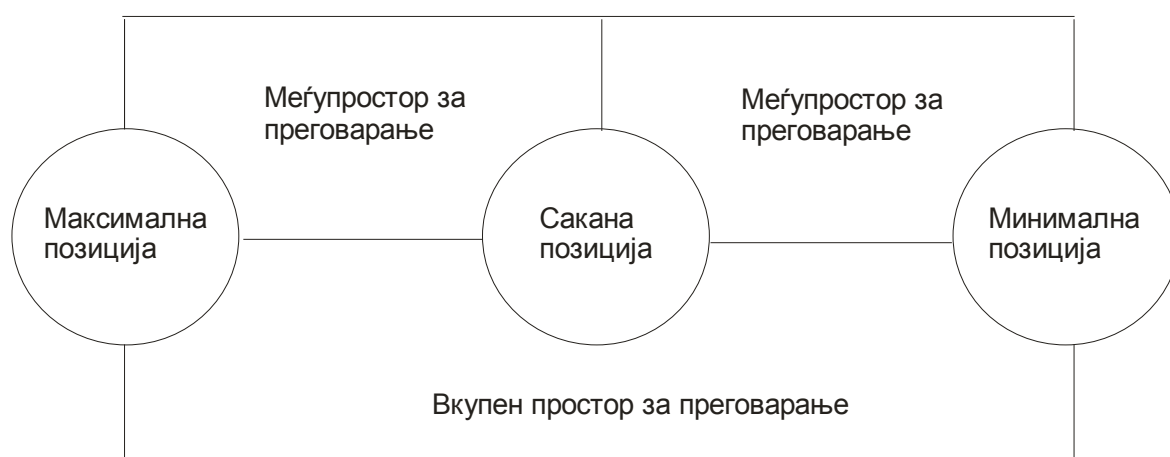 Меѓупростор за
преговарање
Меѓупростор за
преговарање
Максимална
позиција
Сакана
позиција
Минимална
позиција
Вкупен простор за преговарање